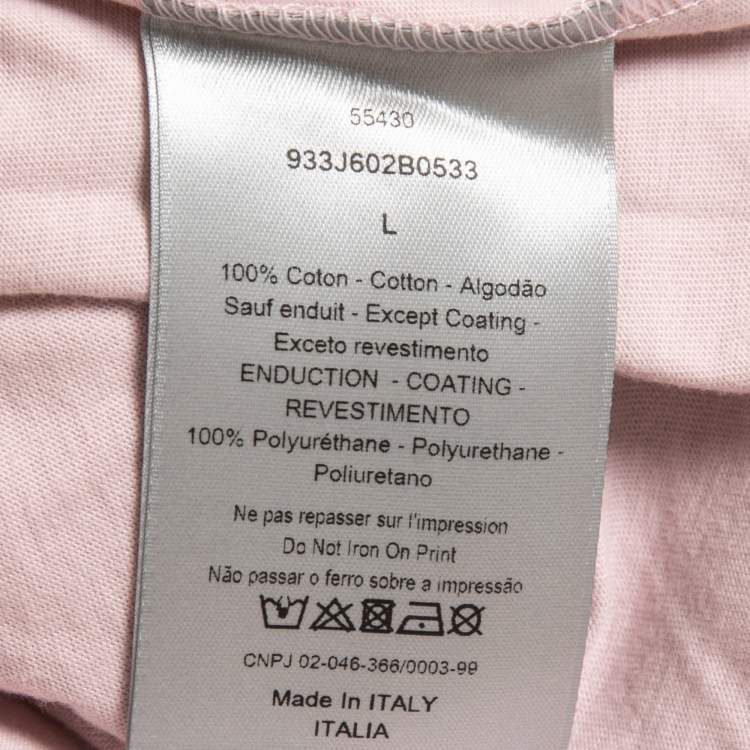 55430
933J602B0533
L
100% Coton - Cotton - Algodão
Sauf enduit - Except Coating -
Exceto revestimento
ENDUCTION - COATING -
REVESTIMENTO
100% Polyuréthane - Polyurethane -
Poliuretano
Ne pas repasser sur l'impression
Do Not Iron On Print
Não passar o ferro sobre a impressão
CNPJ 02-046-366/0003-99
Made In ITALY
ITALIA